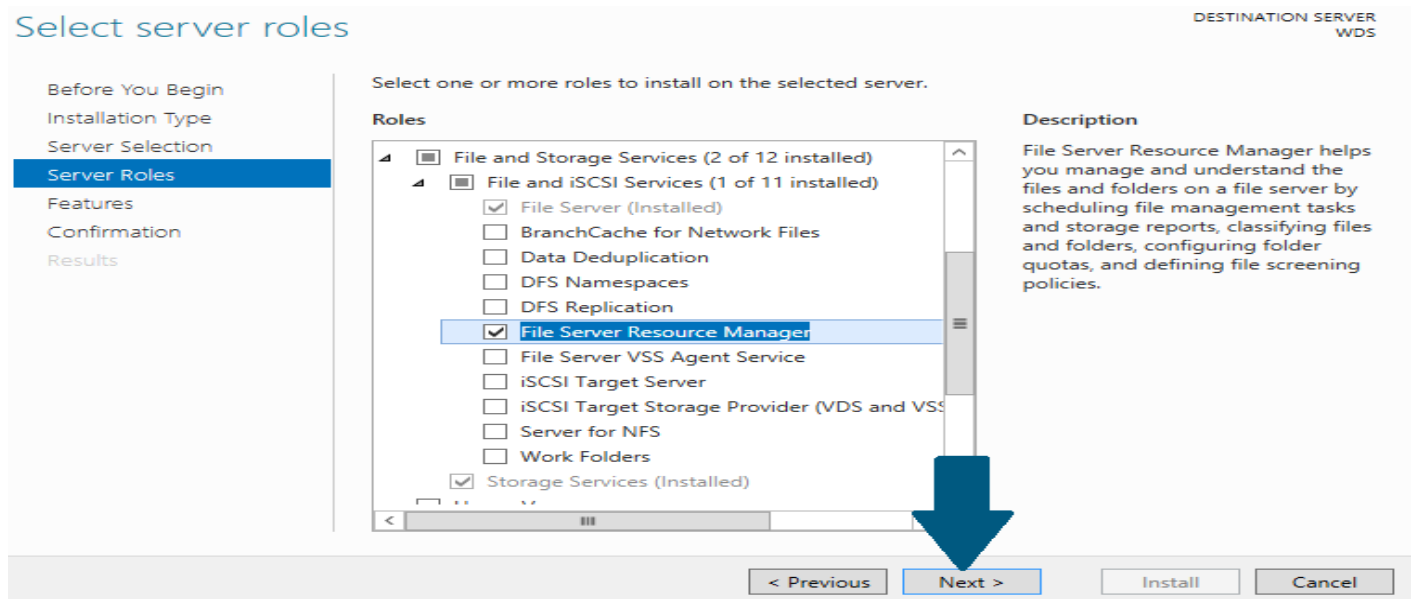 Select server roles
DESTINATION SERVER
WDS
Before You Begin
Installation Type
Server Selection
Server Roles
Features
Confirmation
Results
Select one or more roles to install on the selected server.
Roles
File and Storage Services (2 of 12 installed)
File and iSCSI Services (1 of 11 installed)
File Server (Installed)
BranchCache for Network Files
Data Deduplication
DFS Namespaces
DFS Replication
File Server Resource Manager
File Server VSS Agent Service
iSCSI Target Server
iSCSI Target Storage Provider (VDS and VSS
Server for NFS
Work Folders
Storage Services (Installed)
Description
File Server Resource Manager helps
you manage and understand the
files and folders on a file server by
scheduling file management tasks
and storage reports, classifying files
and folders, configuring folder
quotas, and defining file screening
policies.
< Previous
Next >
Install
Cancel